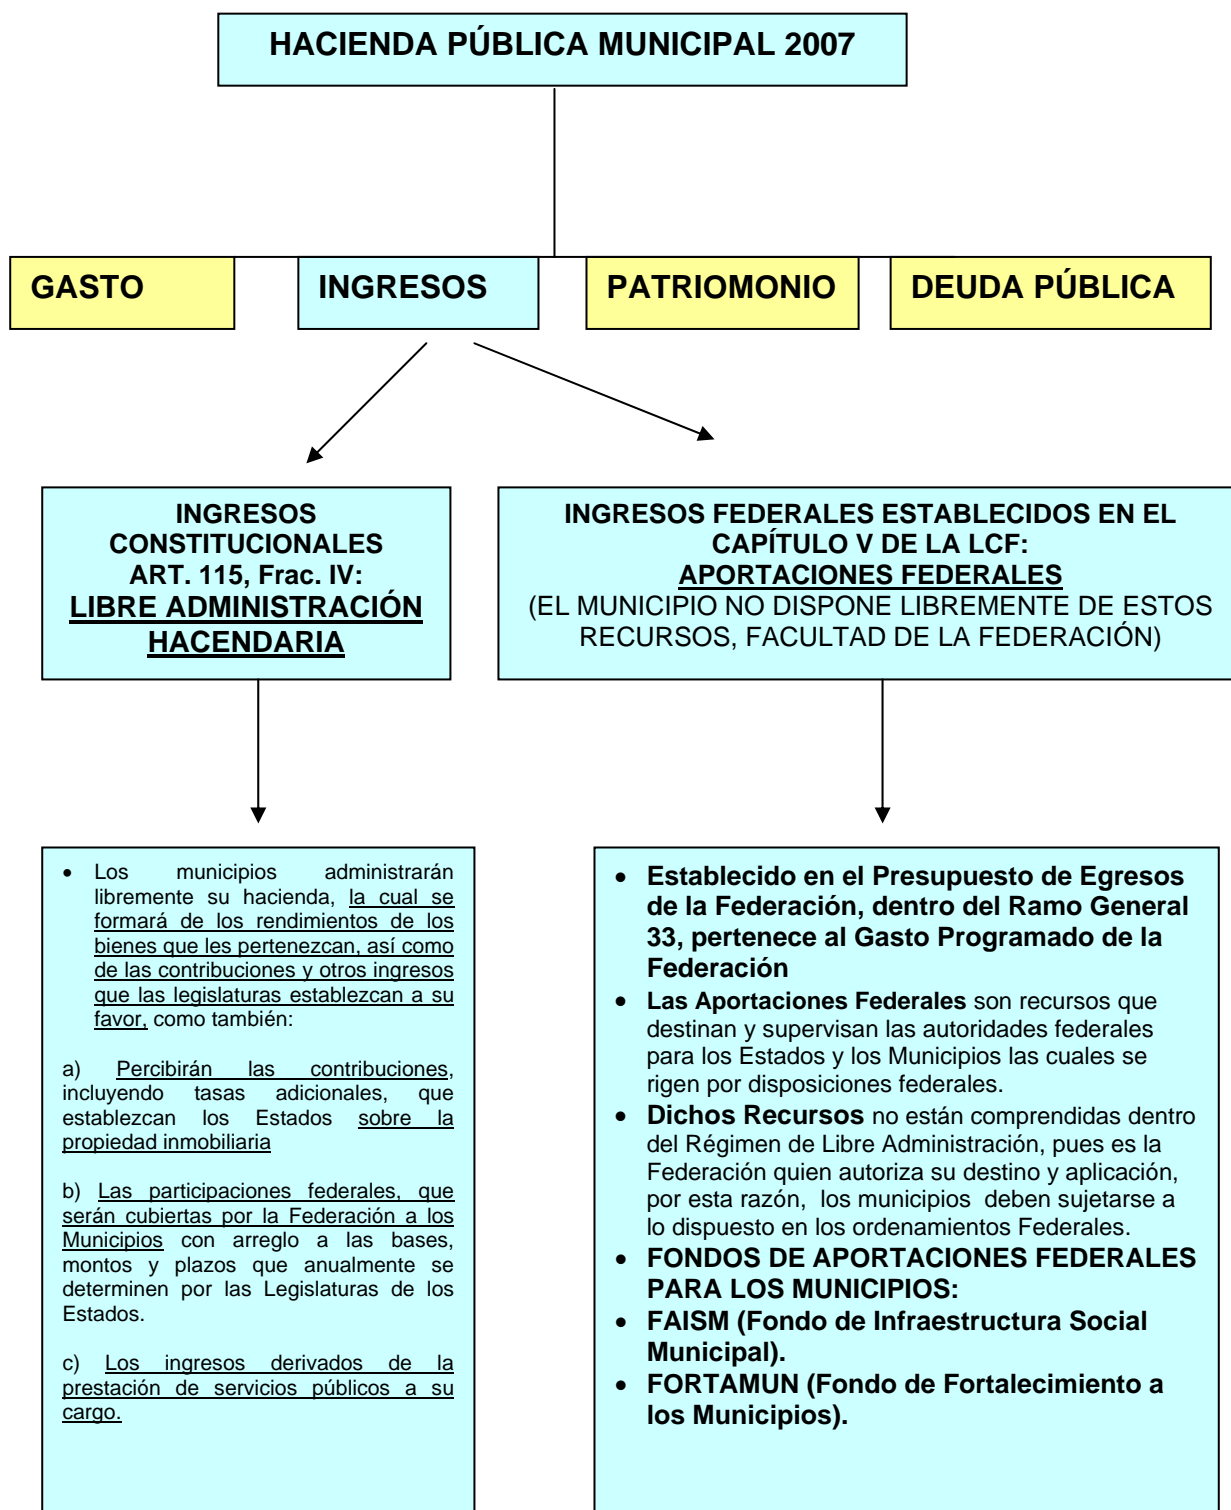 HACIENDA PÚBLICA MUNICIPAL 2007
GASTO
INGRESOS
PATRIOMONIO
DEUDA PÚBLICA
INGRESOS
CONSTITUCIONALES
ART. 115, Frac. IV:
LIBRE ADMINISTRACIÓN
HACENDARIA
INGRESOS FEDERALES ESTABLECIDOS EN EL
CAPÍTULO V DE LA LCF:
APORTACIONES FEDERALES
(EL MUNICIPIO NO DISPONE LIBREMENTE DE ESTOS
RECURSOS, FACULTAD DE LA FEDERACIÓN)
• Los municipios administrarán
libremente su hacienda, la cual se
formará de los rendimientos de los
bienes que les pertenezcan, así como
de las contribuciones y otros ingresos
que las legislaturas establezcan a su
favor, como también:
a) Percibirán las contribuciones,
incluyendo tasas adicionales, que
establezcan los Estados sobre la
propiedad inmobiliaria
b) Las participaciones federales, que
serán cubiertas por la Federación a los
Municipios con arreglo a las bases,
montos y plazos que anualmente se
determinen por las Legislaturas de los
Estados.
c) Los ingresos derivados de la
prestación de servicios públicos a su
cargo.
• Establecido en el Presupuesto de Egresos
de la Federación, dentro del Ramo General
33, pertenece al Gasto Programado de la
Federación
• Las Aportaciones Federales son recursos que
destinan y supervisan las autoridades federales
para los Estados y los Municipios las cuales se
rigen por disposiciones federales.
• Dichos Recursos no están comprendidas dentro
del Régimen de Libre Administración, pues es la
Federación quien autoriza su destino y aplicación,
por esta razón, los municipios deben sujetarse a
lo dispuesto en los ordenamientos Federales.
• FONDOS DE APORTACIONES FEDERALES
PARA LOS MUNICIPIOS:
• FAISM (Fondo de Infraestructura Social
Municipal).
• FORTAMUN (Fondo de Fortalecimiento a
los Municipios).